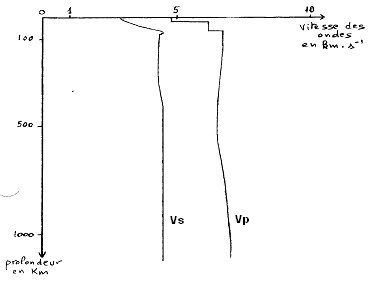 0 1 5 10
vitesse des
ondes
en km.s⁻¹
100
500
Vs Vp
1000
profondeur
en Km